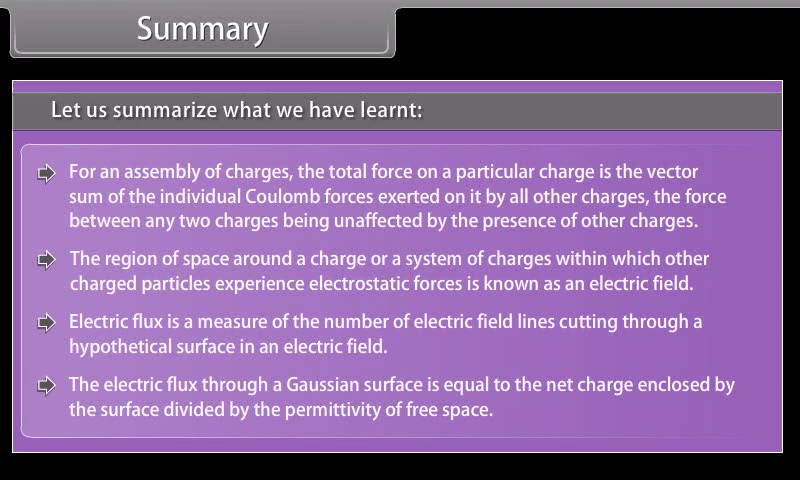 Summary
Let us summarize what we have learnt:
For an assembly of charges, the total force on a particular charge is the vector
sum of the individual Coulomb forces exerted on it by all other charges, the force
between any two charges being unaffected by the presence of other charges.
The region of space around a charge or a system of charges within which other
charged particles experience electrostatic forces is known as an electric field.
Electric flux is a measure of the number of electric field lines cutting through a
hypothetical surface in an electric field.
The electric flux through a Gaussian surface is equal to the net charge enclosed by
the surface divided by the permittivity of free space.